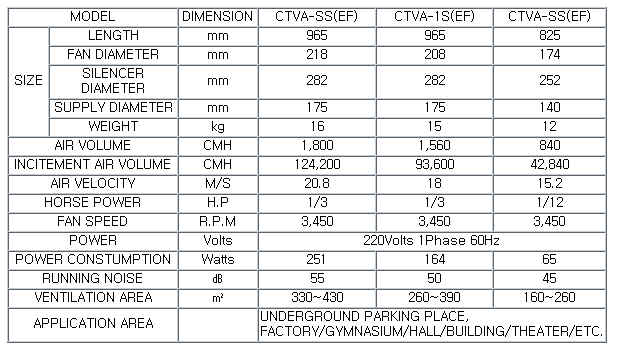 MODEL DIMENSION CTVA-SS(EF) CTVA-1S(EF) CTVA-SS(EF)
SIZE
LENGTH mm 965 965 825
FAN DIAMETER mm 218 208 174
SILENCER
DIAMETER mm 282 282 252
SUPPLY DIAMETER mm 175 175 140
WEIGHT kg 16 15 12
AIR VOLUME CMH 1,800 1,560 840
INCITEMENT AIR VOLUME CMH 124,200 93,600 42,840
AIR VELOCITY M/S 20.8 18 15.2
HORSE POWER H.P 1/3 1/3 1/12
FAN SPEED R.P.M 3,450 3,450 3,450
POWER Volts 220Volts 1Phase 60Hz
POWER CONSTUMPTION Watts 251 164 65
RUNNING NOISE dB 55 50 45
VENTILATION AREA m² 330~430 260~390 160~260
APPLICATION AREA
UNDERGROUND PARKING PLACE,
FACTORY/GYMNASIUM/HALL/BUILDING/THEATER/ETC.